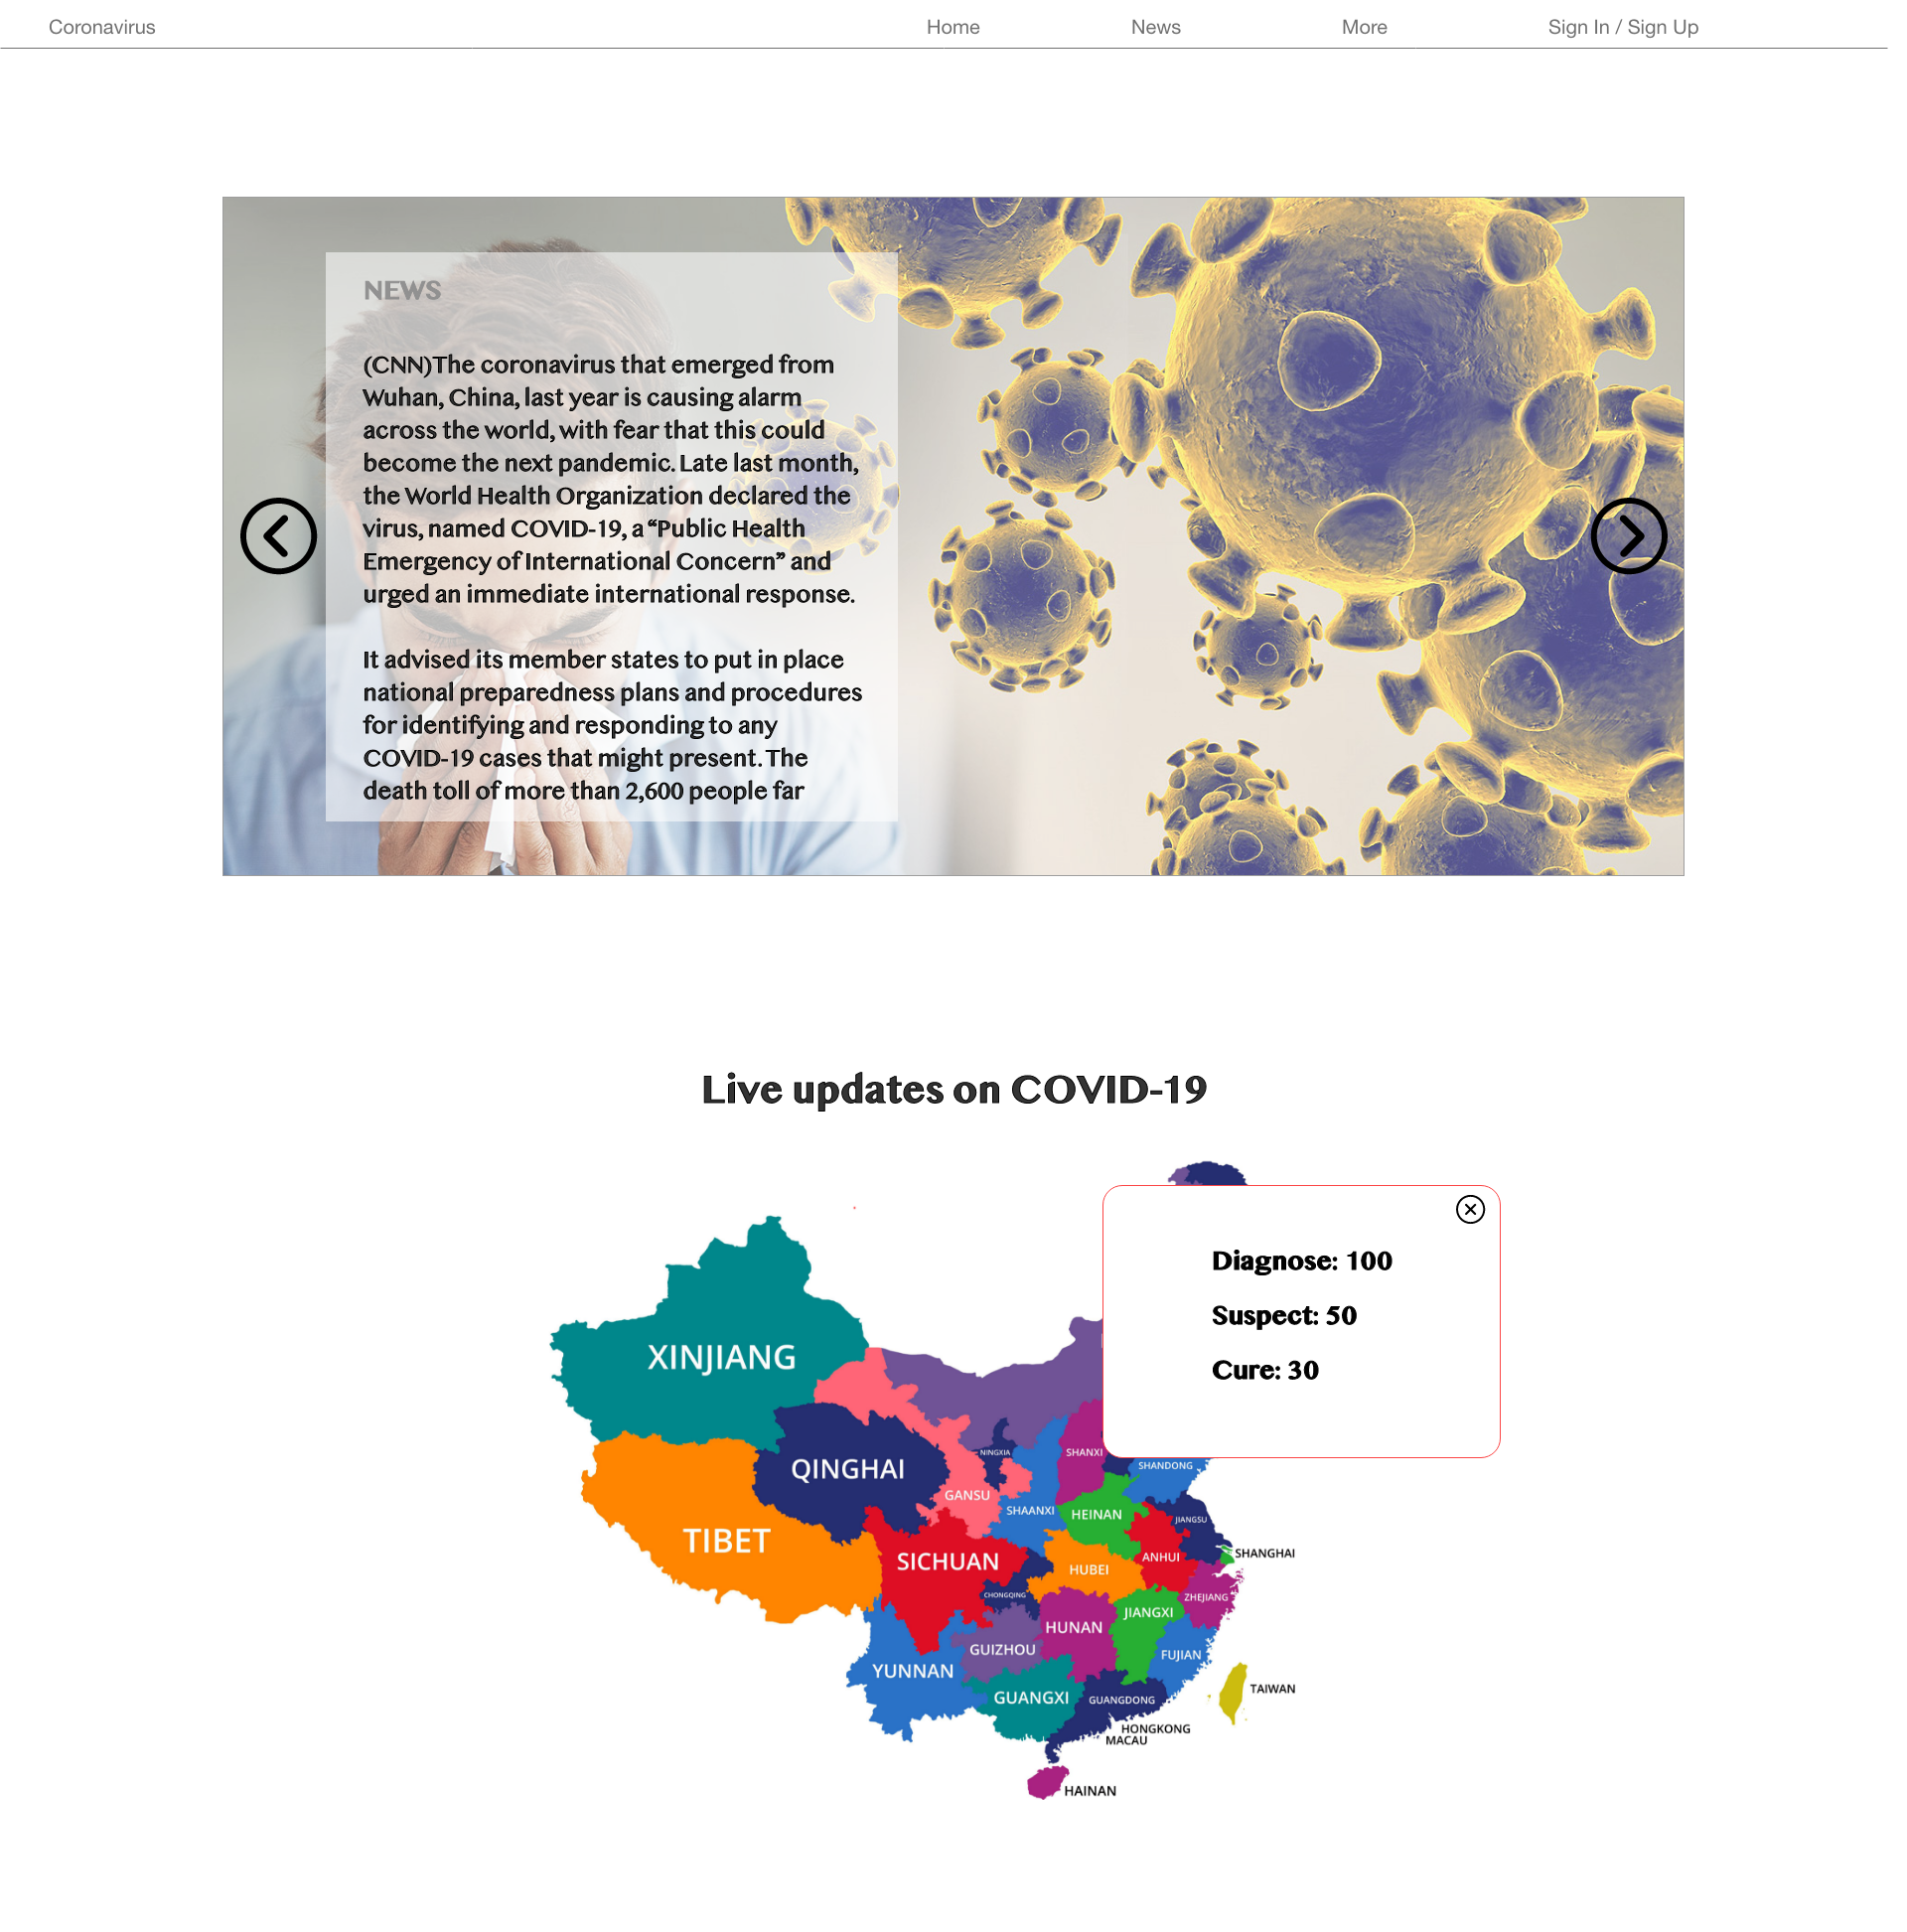 Coronavirus
Home
News
More
Sign In / Sign Up
NEWS
(CNN)The coronavirus that emerged from
Wuhan, China, last year is causing alarm
across the world, with fear that this could
become the next pandemic. Late last month,
the World Health Organization declared the
virus, named COVID-19, a “Public Health
Emergency of International Concern” and
urged an immediate international response.
It advised its member states to put in place
national preparedness plans and procedures
for identifying and responding to any
COVID-19 cases that might present. The
death toll of more than 2,600 people far
Live updates on COVID-19
Diagnose: 100
Suspect: 50
Cure: 30
XINJIANG
QINGHAI
TIBET
GANSU
NINGXIA
SHANXI
SHANDONG
SHAANXI
HEINAN
JIANGSU
SICHUAN
CHONGQING
HUBEI
ANHUI
SHANGHAI
ZHEJIANG
HUNAN
JIANGXI
GUIZHOU
FUJIAN
YUNNAN
GUANGXI
GUANGDONG
TAIWAN
HONGKONG
MACAU
HAINAN